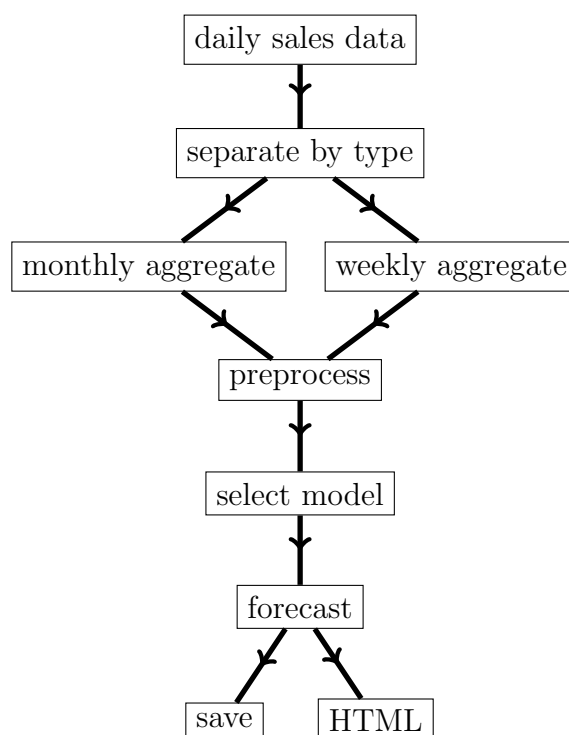 daily sales data
separate by type
monthly aggregate
weekly aggregate
preprocess
select model
forecast
save
HTML